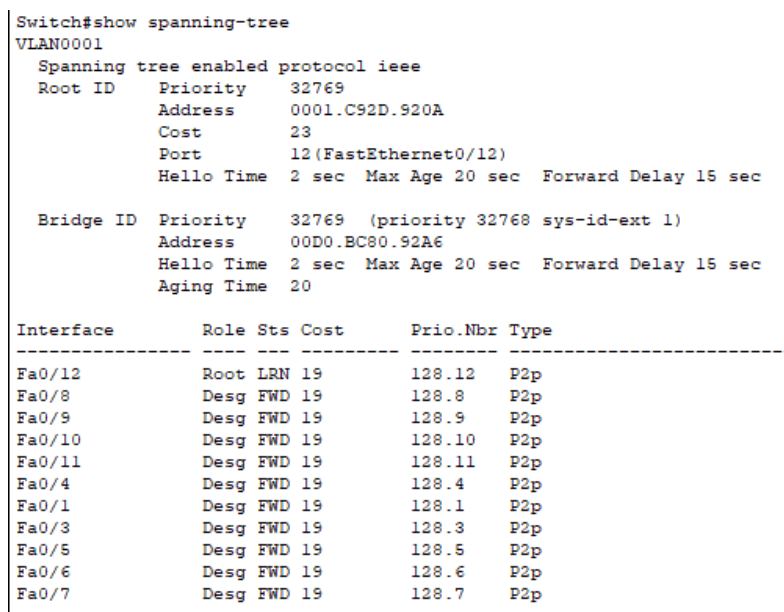 Switch#show spanning-tree
VLAN0001
  Spanning tree enabled protocol ieee
  Root ID    Priority    32769
             Address     0001.C92D.920A
             Cost        23
             Port        12(FastEthernet0/12)
             Hello Time  2 sec  Max Age 20 sec  Forward Delay 15 sec

  Bridge ID  Priority    32769  (priority 32768 sys-id-ext 1)
             Address     00D0.BC80.92A6
             Hello Time  2 sec  Max Age 20 sec  Forward Delay 15 sec
             Aging Time  20

Interface        Role Sts Cost      Prio.Nbr Type
---------------- ---- --- --------- -------- --------------------------
Fa0/12           Root LRN 19        128.12   P2p
Fa0/8            Desg FWD 19        128.8    P2p
Fa0/9            Desg FWD 19        128.9    P2p
Fa0/10           Desg FWD 19        128.10   P2p
Fa0/11           Desg FWD 19        128.11   P2p
Fa0/4            Desg FWD 19        128.4    P2p
Fa0/1            Desg FWD 19        128.1    P2p
Fa0/3            Desg FWD 19        128.3    P2p
Fa0/5            Desg FWD 19        128.5    P2p
Fa0/6            Desg FWD 19        128.6    P2p
Fa0/7            Desg FWD 19        128.7    P2p